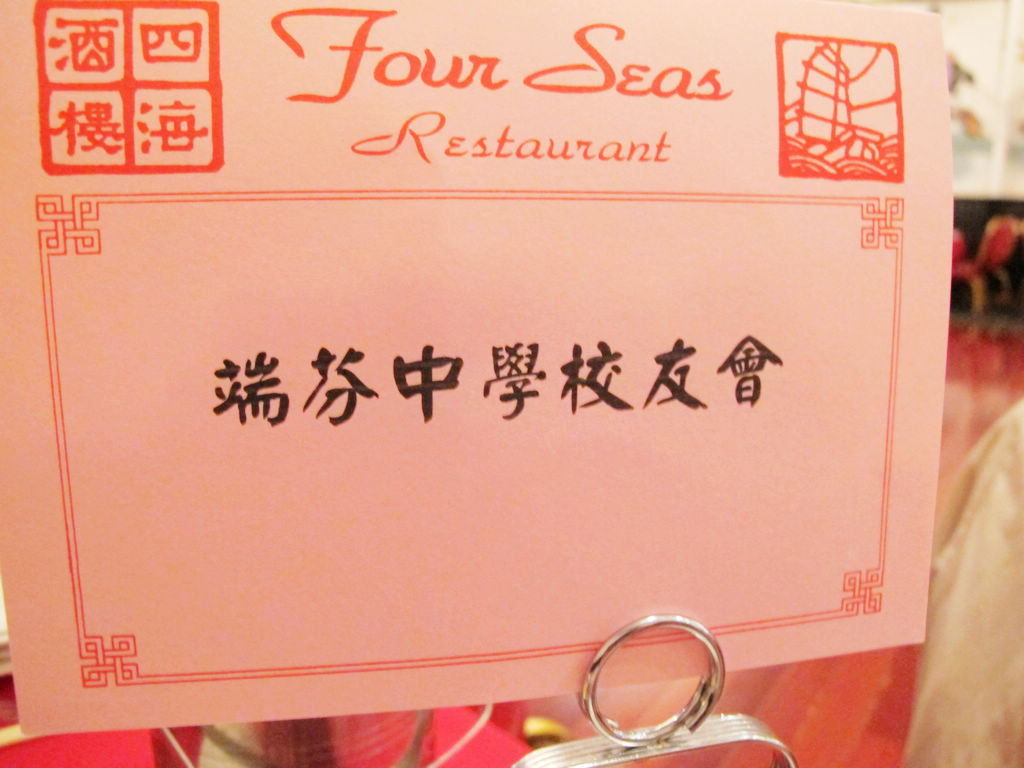 四海酒樓
Four Seas
Restaurant
端芬中學校友會